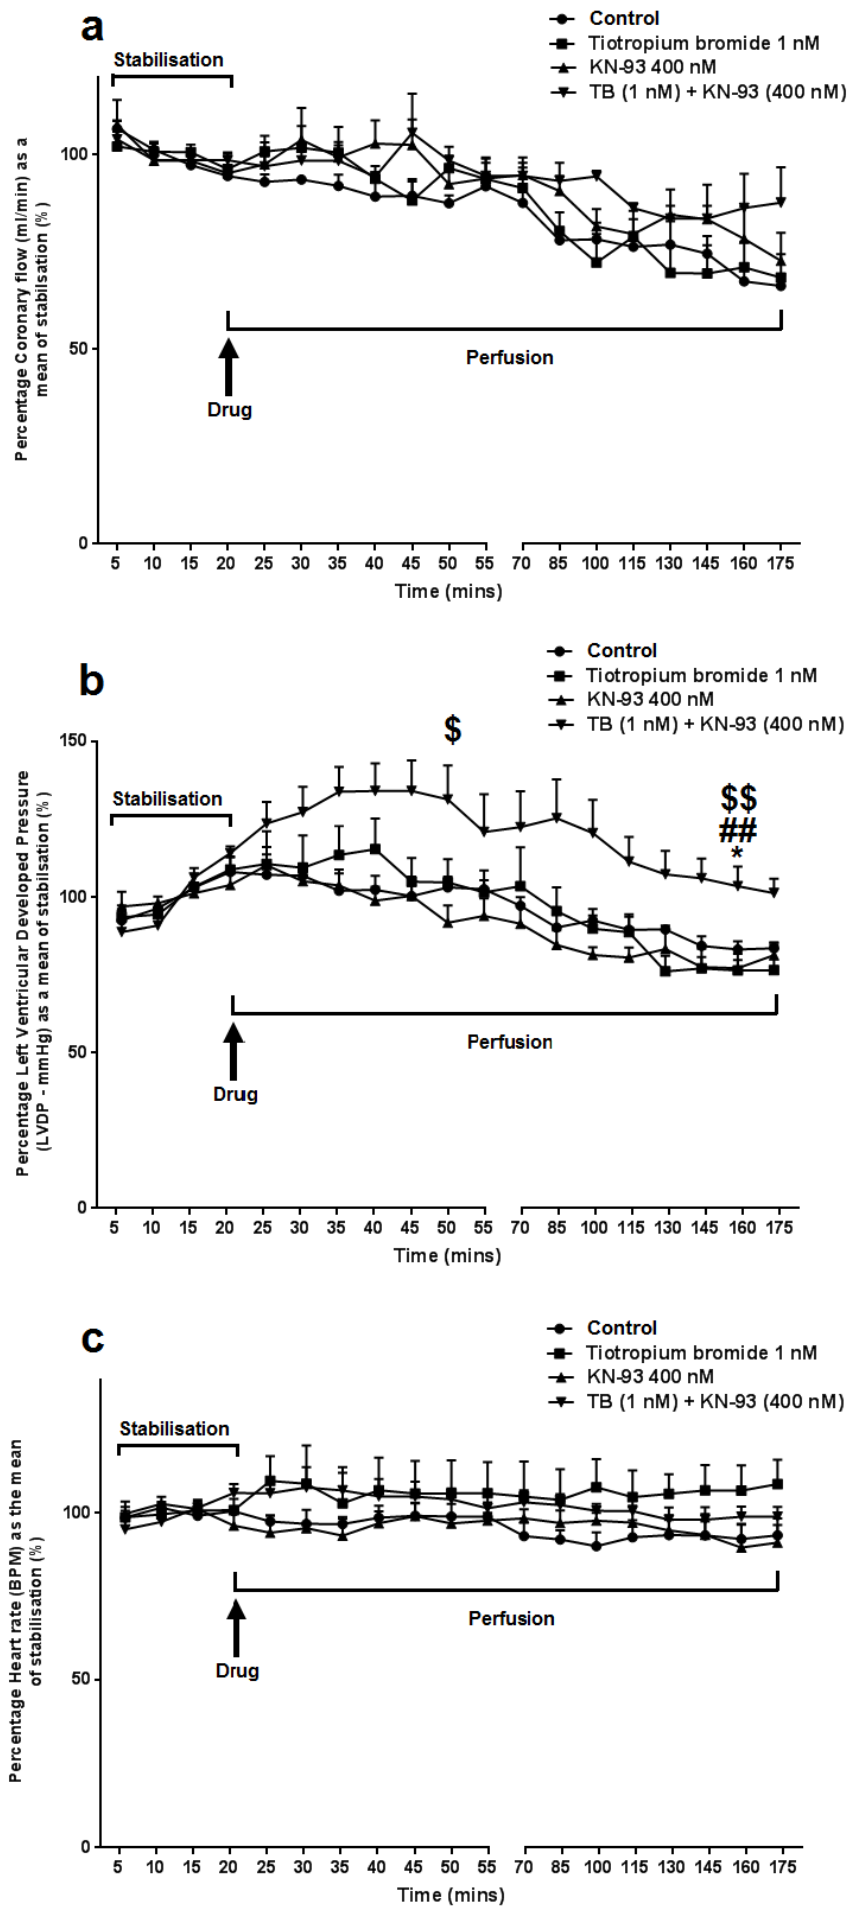 a
Control
Tiotropium bromide 1 nM
KN-93 400 nM
TB (1 nM) + KN-93 (400 nM)
Stabilisation
Percentage Coronary flow (ml/min) as a
mean of stabilsation (%)
100
50
0
Perfusion
Drug
5 10 15 20 25 30 35 40 45 50 55 70 85 100 115 130 145 160 175
Time (mins)
b
Control
Tiotropium bromide 1 nM
KN-93 400 nM
TB (1 nM) + KN-93 (400 nM)
$
Stabilisation
$$
##
*
Percentage Left Ventricular Developed Pressure
(LVDP - mmHg) as a mean of stabilisation (%)
150
100
50
0
Perfusion
Drug
5 10 15 20 25 30 35 40 45 50 55 70 85 100 115 130 145 160 175
Time (mins)
c
Control
Tiotropium bromide 1 nM
KN-93 400 nM
TB (1 nM) + KN-93 (400 nM)
Stabilisation
Percentage Heart rate (BPM) as the mean
of stabilisation (%)
100
50
0
Perfusion
Drug
5 10 15 20 25 30 35 40 45 50 55 70 85 100 115 130 145 160 175
Time (mins)